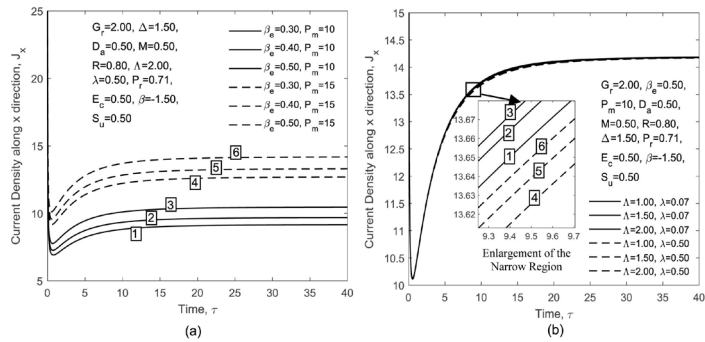 Current Density along x direction, J_x
25
20
15
10
5
G_r=2.00, Δ=1.50,
D_a=0.50, M=0.50,
R=0.80, Λ=2.00,
λ=0.50, P_r=0.71,
E_c=0.50, β=-1.50,
S_u=0.50
β_e=0.30, P_m=10
β_e=0.40, P_m=10
β_e=0.50, P_m=10
β_e=0.30, P_m=15
β_e=0.40, P_m=15
β_e=0.50, P_m=15
6
5
4
3
2
1
0 5 10 15 20 25 30 35 40
Time, τ
(a)
Current Density along x direction, J_x
15
14.5
14
13.5
13
12.5
12
11.5
11
10.5
10
G_r=2.00, β_e=0.50,
P_m=10, D_a=0.50,
M=0.50, R=0.80,
Δ=1.50, P_r=0.71,
E_c=0.50, β=-1.50,
S_u=0.50
13.67
13.66
13.65
13.64
13.63
13.62
3
2
1
6
5
4
9.3 9.4 9.5 9.6 9.7
Enlargement of the
Narrow Region
Λ=1.00, λ=0.07
Λ=1.50, λ=0.07
Λ=2.00, λ=0.07
Λ=1.00, λ=0.50
Λ=1.50, λ=0.50
Λ=2.00, λ=0.50
0 5 10 15 20 25 30 35 40
Time, τ
(b)